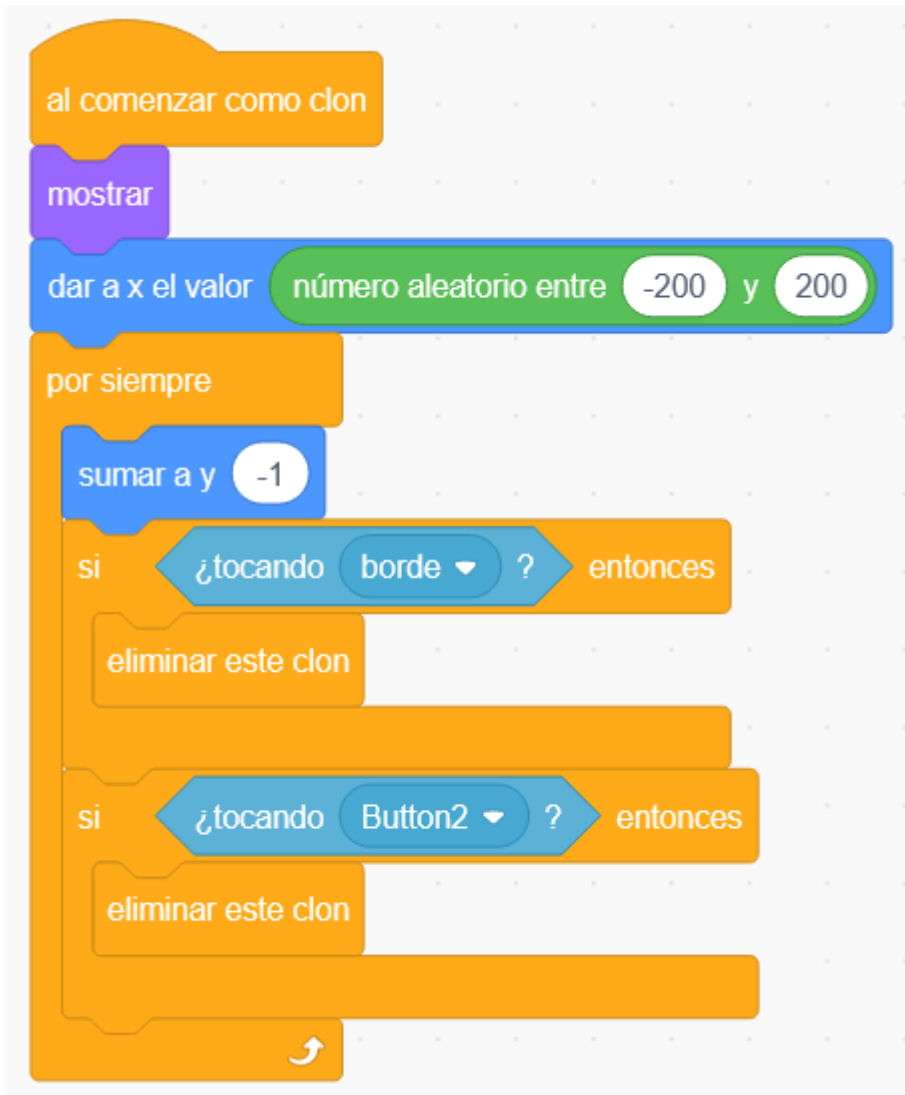 al comenzar como clon
mostrar
dar a x el valor número aleatorio entre -200 y 200
por siempre
sumar a y -1
si ¿tocando borde ? entonces
eliminar este clon
si ¿tocando Button2 ? entonces
eliminar este clon